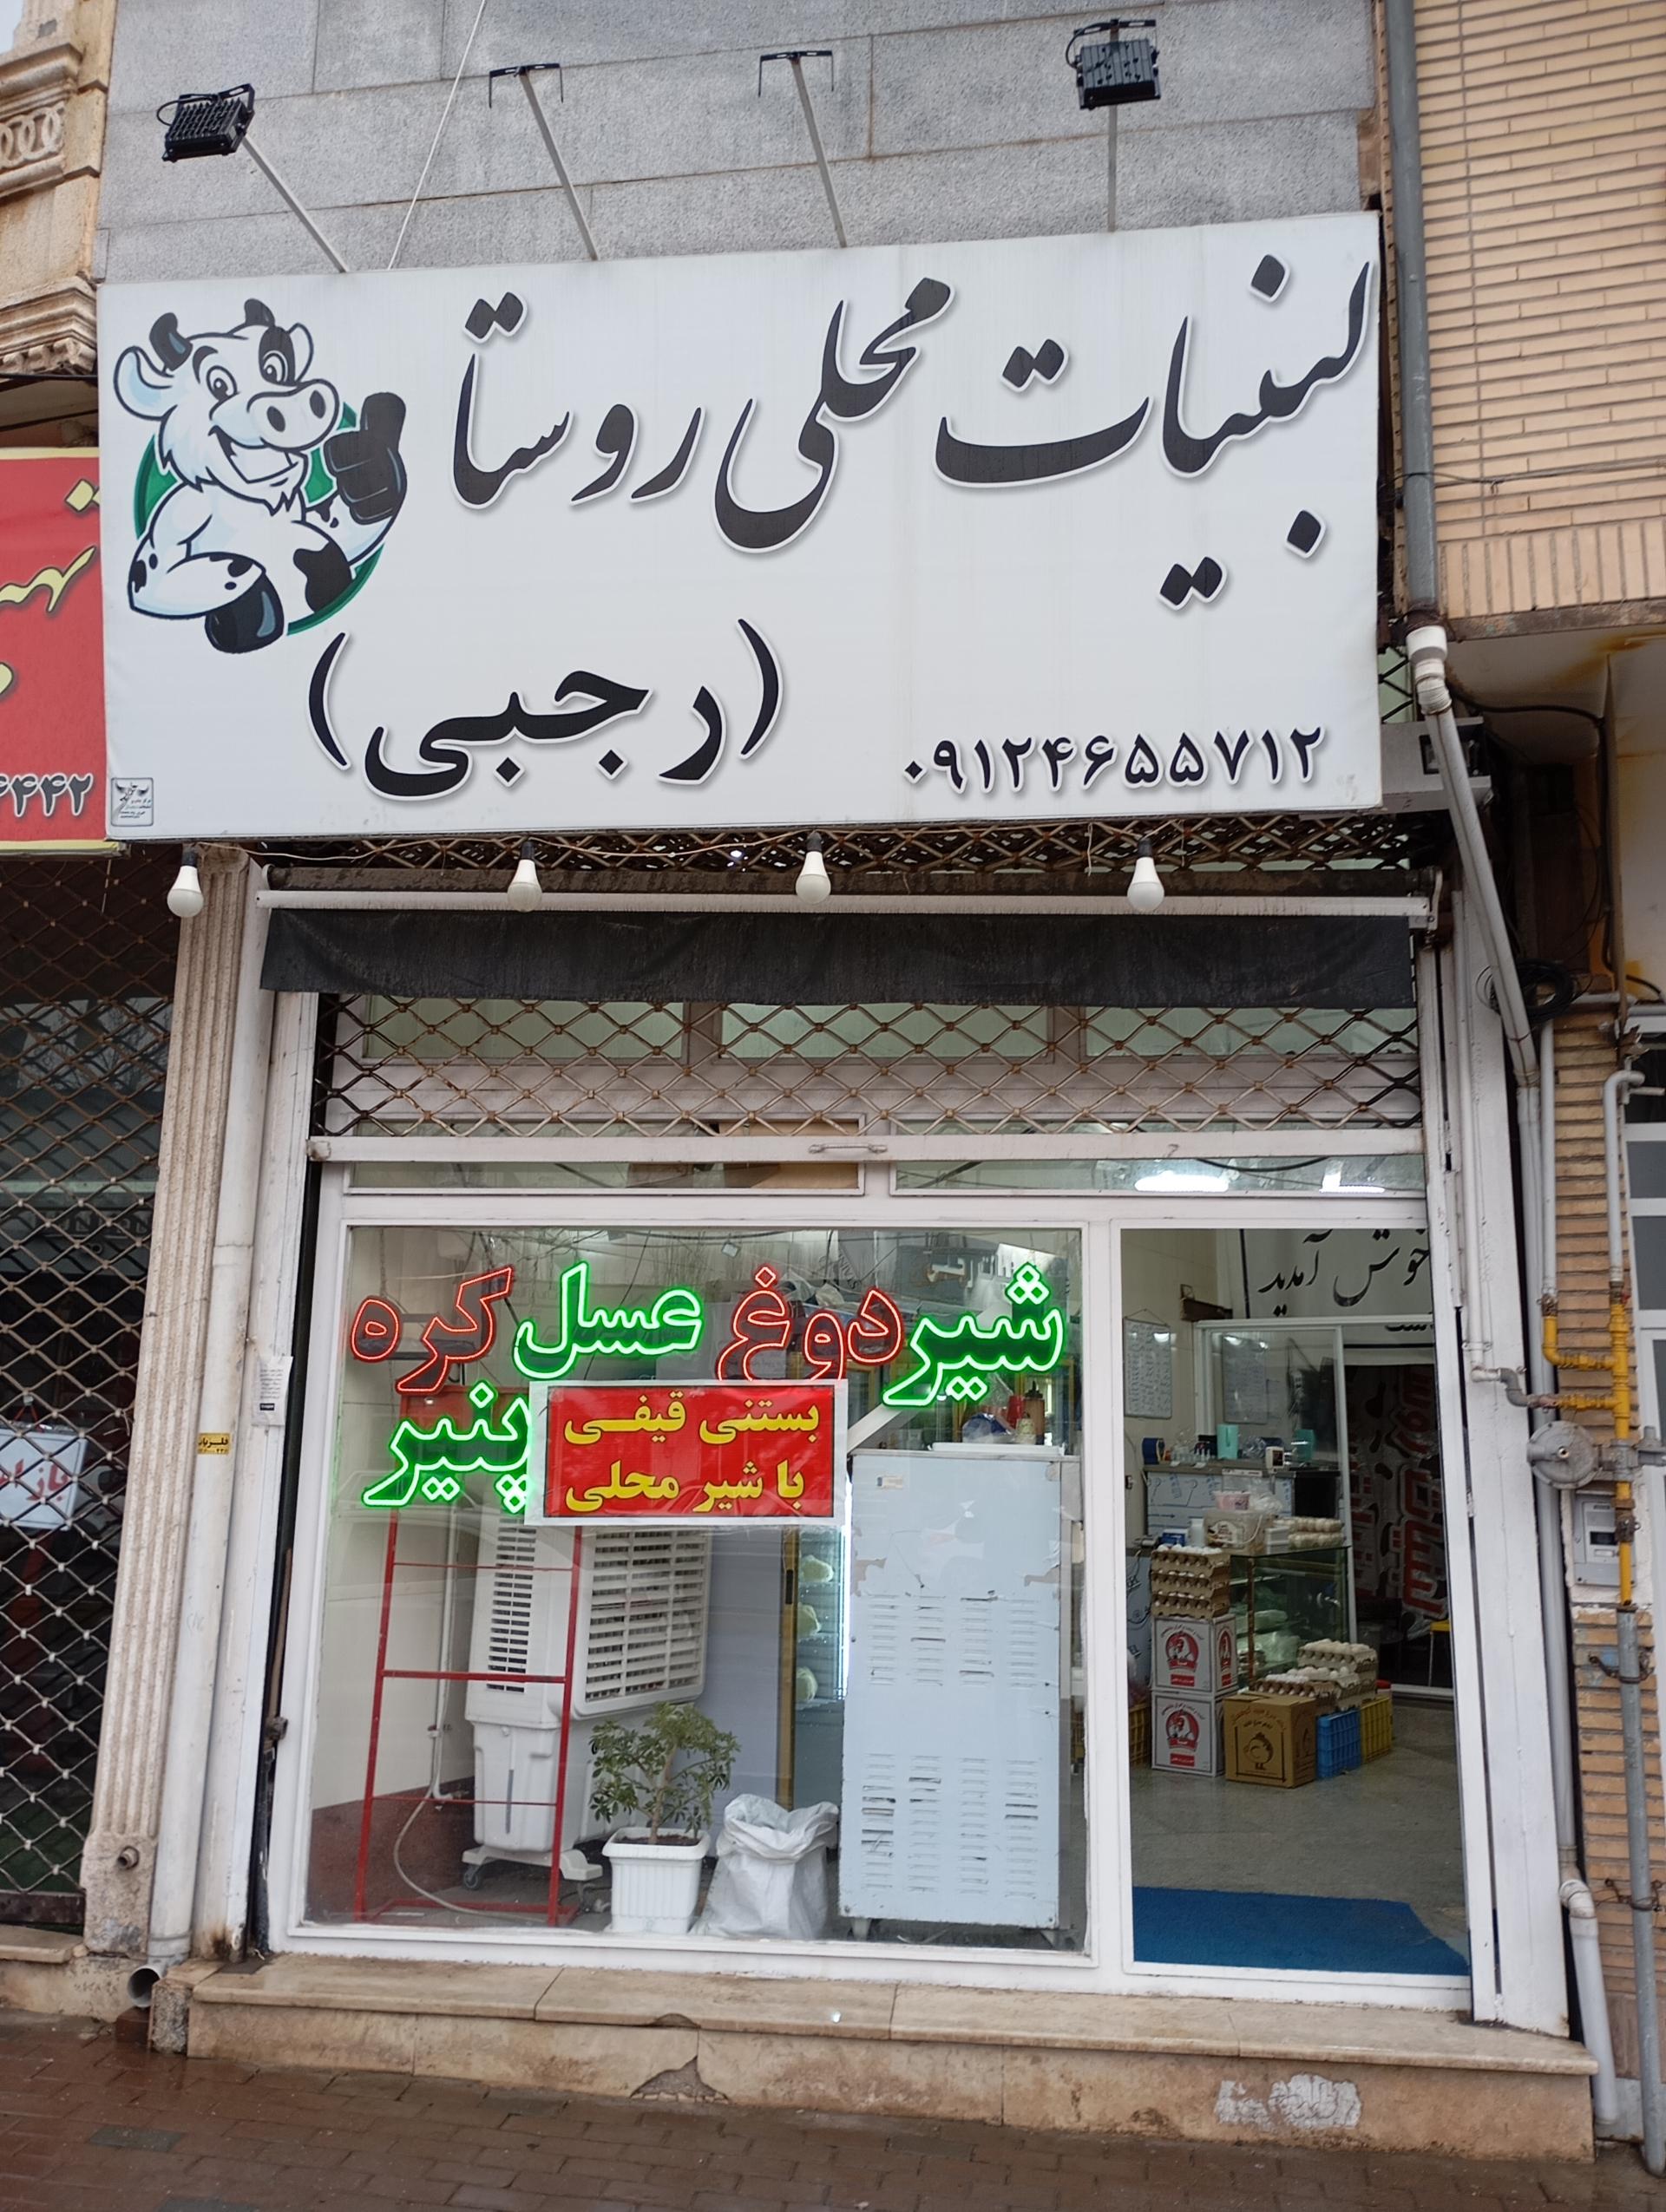 لبنیات محلی روستا
(رجبی)
۰۹۱۲۴۶۵۵۷۱۲
شیر دوغ عسل کره
پنیر
بستنی قیفی
با شیر محلی
خوش آمدید